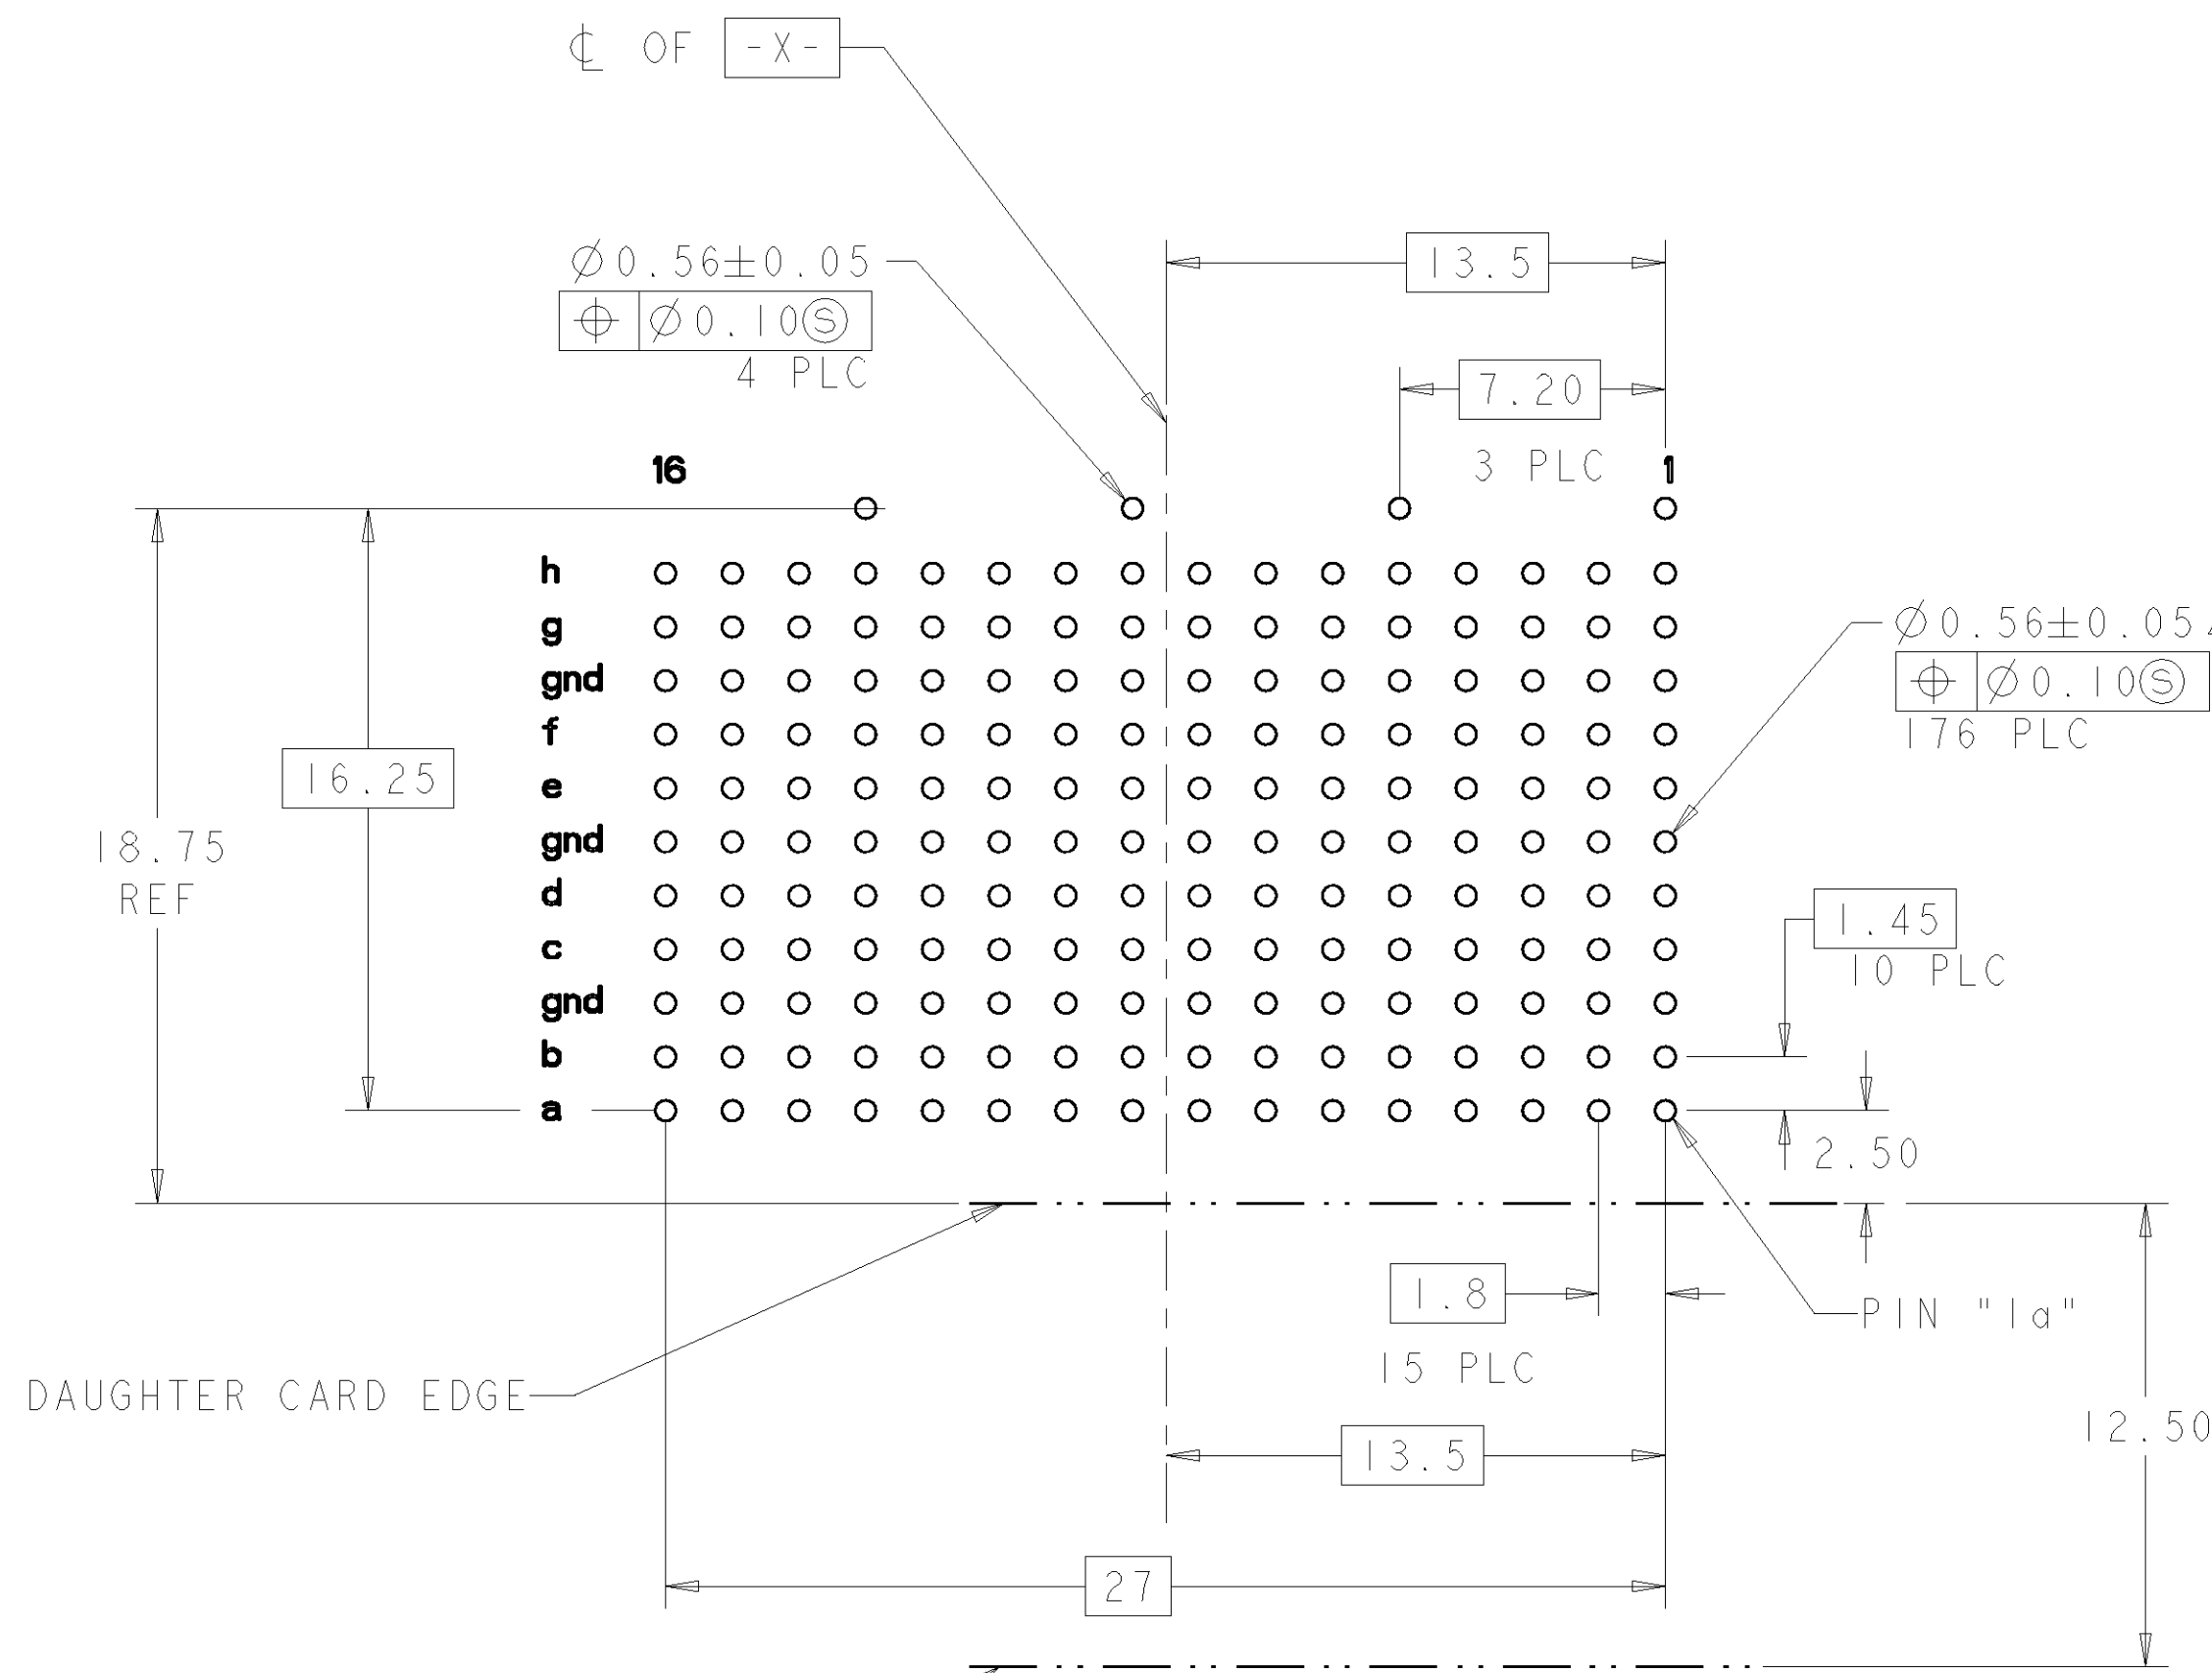 ℄ OF -X-
13.5
Ø0.56±0.05
⌖ Ø0.10Ⓢ
4 PLC
7.20
3 PLC
16
1
h
g
Ø0.56±0.05
gnd
⌖ Ø0.10Ⓢ
176 PLC
f
16.25
e
18.75
REF
gnd
d
1.45
10 PLC
c
gnd
b
a
2.50
1.8
PIN "1a"
15 PLC
DAUGHTER CARD EDGE
12.50
13.5
27